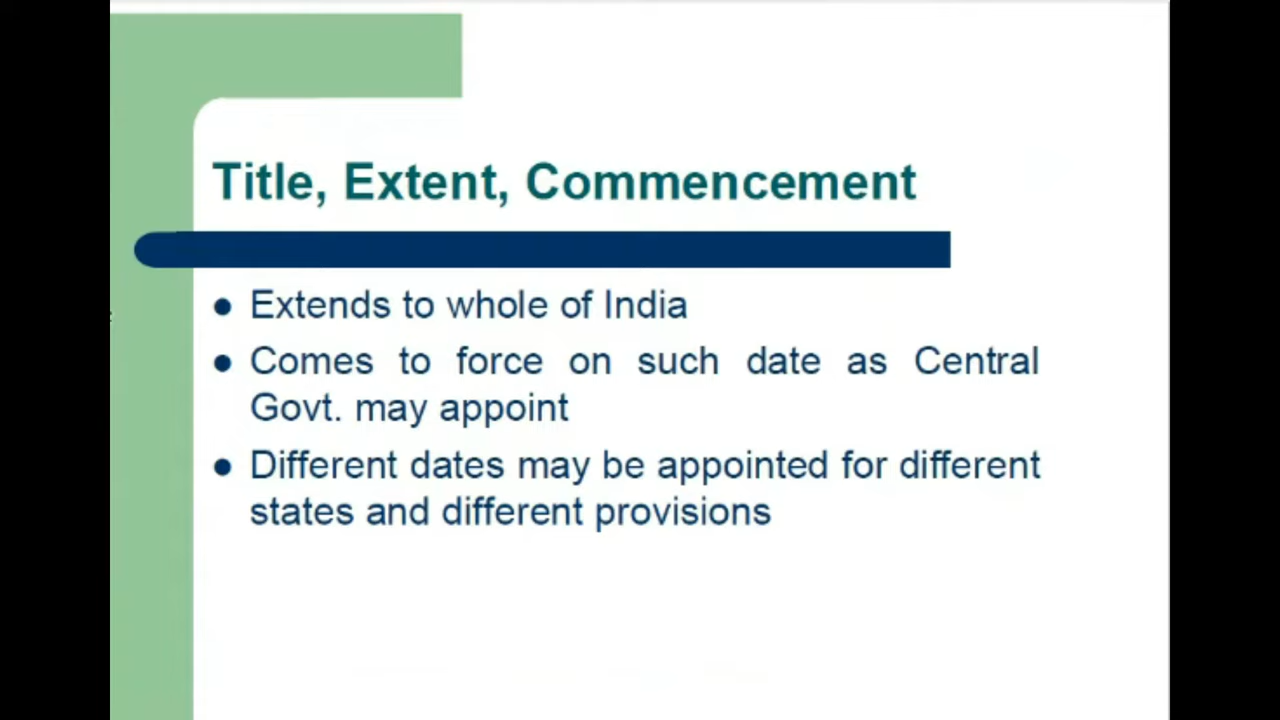 Title, Extent, Commencement
● Extends to whole of India
● Comes to force on such date as Central
Govt. may appoint
● Different dates may be appointed for different
states and different provisions